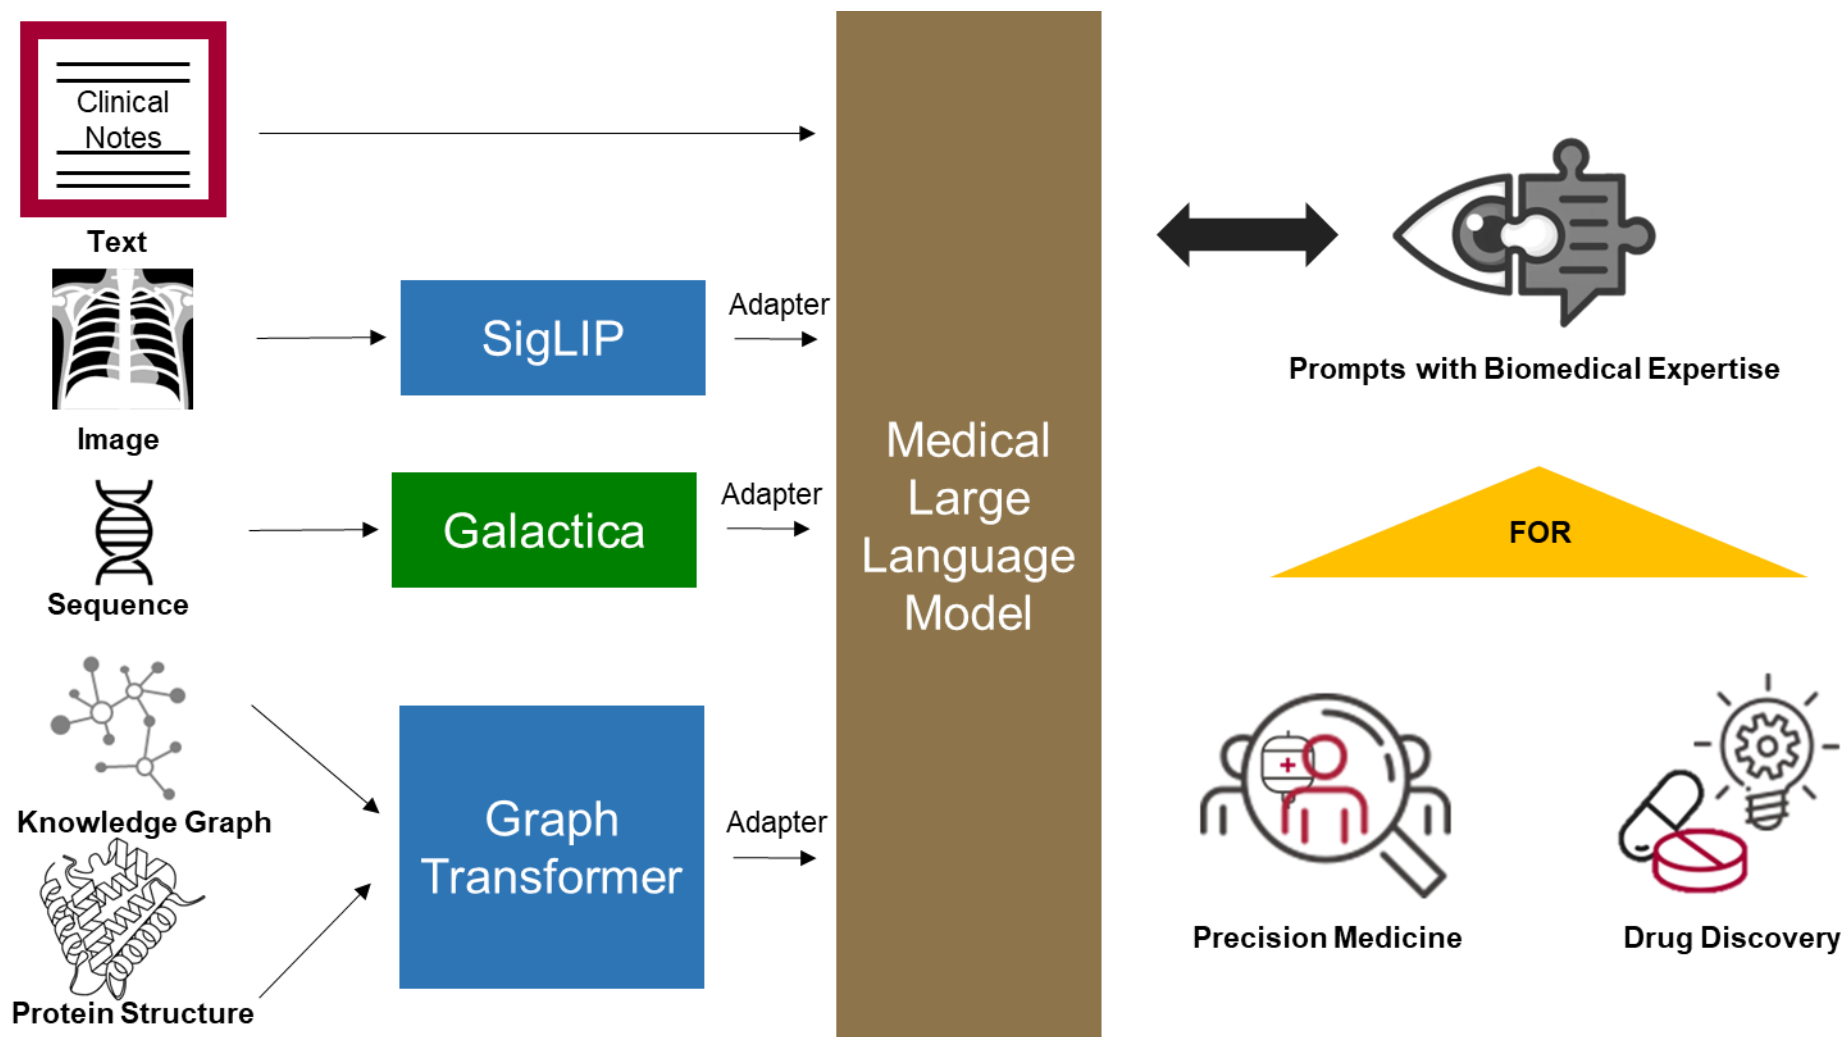 Clinical
Notes
Text
Image
SigLIP
Adapter
Sequence
Galactica
Adapter
Knowledge Graph
Protein Structure
Graph
Transformer
Adapter
Medical
Large
Language
Model
Prompts with Biomedical Expertise
FOR
Precision Medicine
Drug Discovery